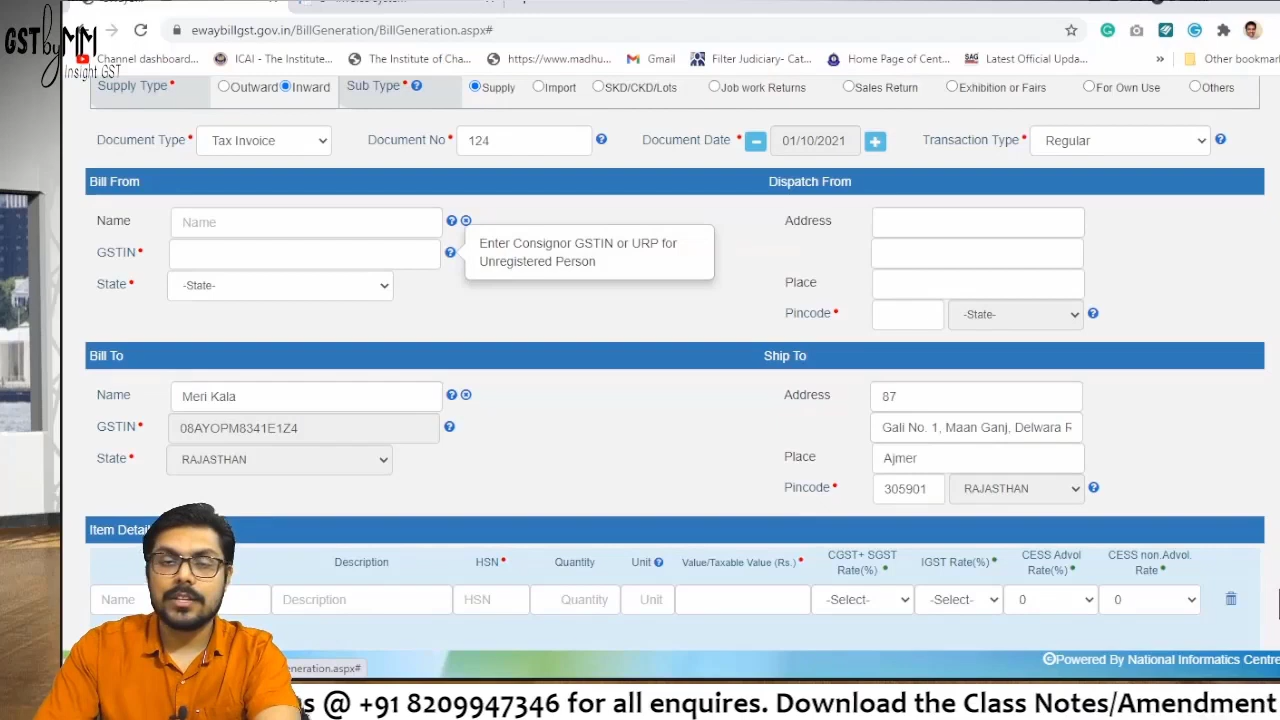 GST by MM
Insight GST
ewaybillgst.gov.in/BillGeneration/BillGeneration.aspx#
Channel dashboard... ICAI - The Institute... The Institute of Cha... https://www.madhu... Gmail Filter Judiciary- Cat... Home Page of Cent... SAG Latest Official Upda... » Other bookmar
Supply Type* Outward Inward Sub Type* Supply Import SKD/CKD/Lots Job work Returns Sales Return Exhibition or Fairs For Own Use Others
Document Type* Tax Invoice Document No* 124 Document Date* 01/10/2021 Transaction Type* Regular
Bill From Dispatch From
Name Name Address
GSTIN* Enter Consignor GSTIN or URP for
Unregistered Person
State* -State- Place
Pincode* -State-
Bill To Ship To
Name Meri Kala Address 87
GSTIN* 08AYOPM8341E1Z4 Gali No. 1, Maan Ganj, Delwara R
State* RAJASTHAN Place Ajmer
Pincode* 305901 RAJASTHAN
Item Detail
Description HSN* Quantity Unit Value/Taxable Value (Rs.)* CGST+ SGST Rate(%)* IGST Rate(%)* CESS Advol Rate(%)* CESS non.Advol. Rate*
Name Description HSN Quantity Unit -Select- -Select- 0 0
eneration.aspx#
Powered By National Informatics Centre
s @ +91 8209947346 for all enquires. Download the Class Notes/Amendment